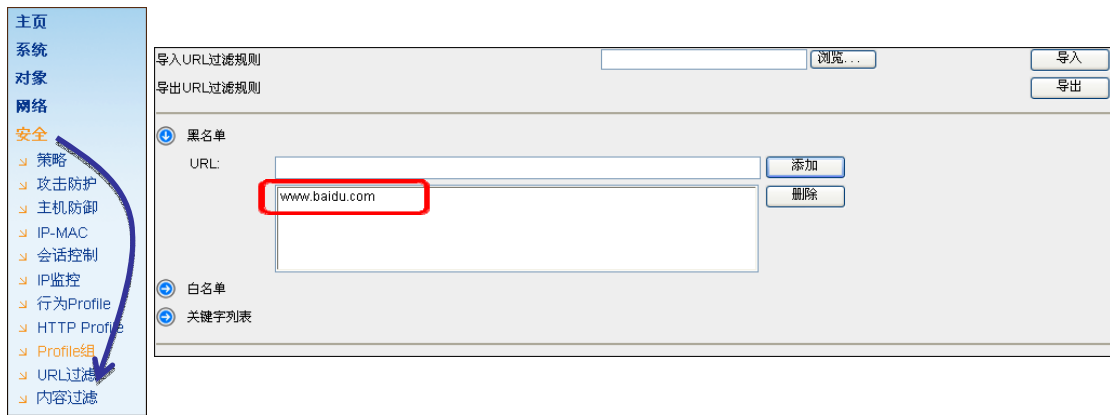 主页
系统
对象
网络
安全
策略
攻击防护
主机防御
IP-MAC
会话控制
IP监控
行为Profile
HTTP Profile
Profile组
URL过滤
内容过滤
导入URL过滤规则 浏览... 导入
导出URL过滤规则 导出
黑名单
URL: 添加
www.baidu.com 删除
白名单
关键字列表